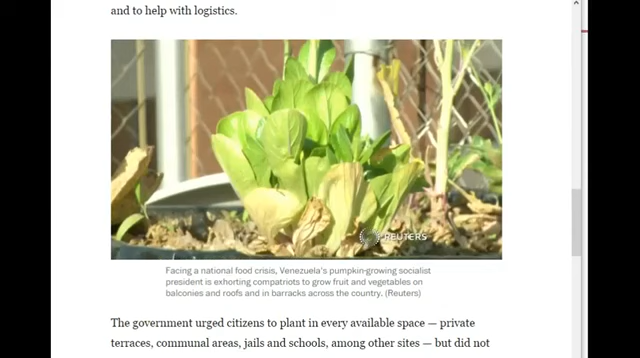 and to help with logistics.
REUTERS
Facing a national food crisis, Venezuela's pumpkin-growing socialist
president is exhorting compatriots to grow fruit and vegetables on
balconies and roofs and in barracks across the country. (Reuters)
The government urged citizens to plant in every available space — private
terraces, communal areas, jails and schools, among other sites — but did not